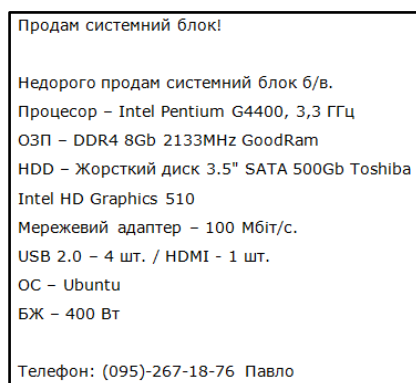 Продам системний блок!
Недорого продам системний блок б/в.
Процесор – Intel Pentium G4400, 3,3 ГГц
ОЗП – DDR4 8Gb 2133MHz GoodRam
HDD – Жорсткий диск 3.5" SATA 500Gb Toshiba
Intel HD Graphics 510
Мережевий адаптер – 100 Мбіт/с.
USB 2.0 – 4 шт. / HDMI - 1 шт.
ОС – Ubuntu
БЖ – 400 Вт
Телефон: (095)-267-18-76 Павло